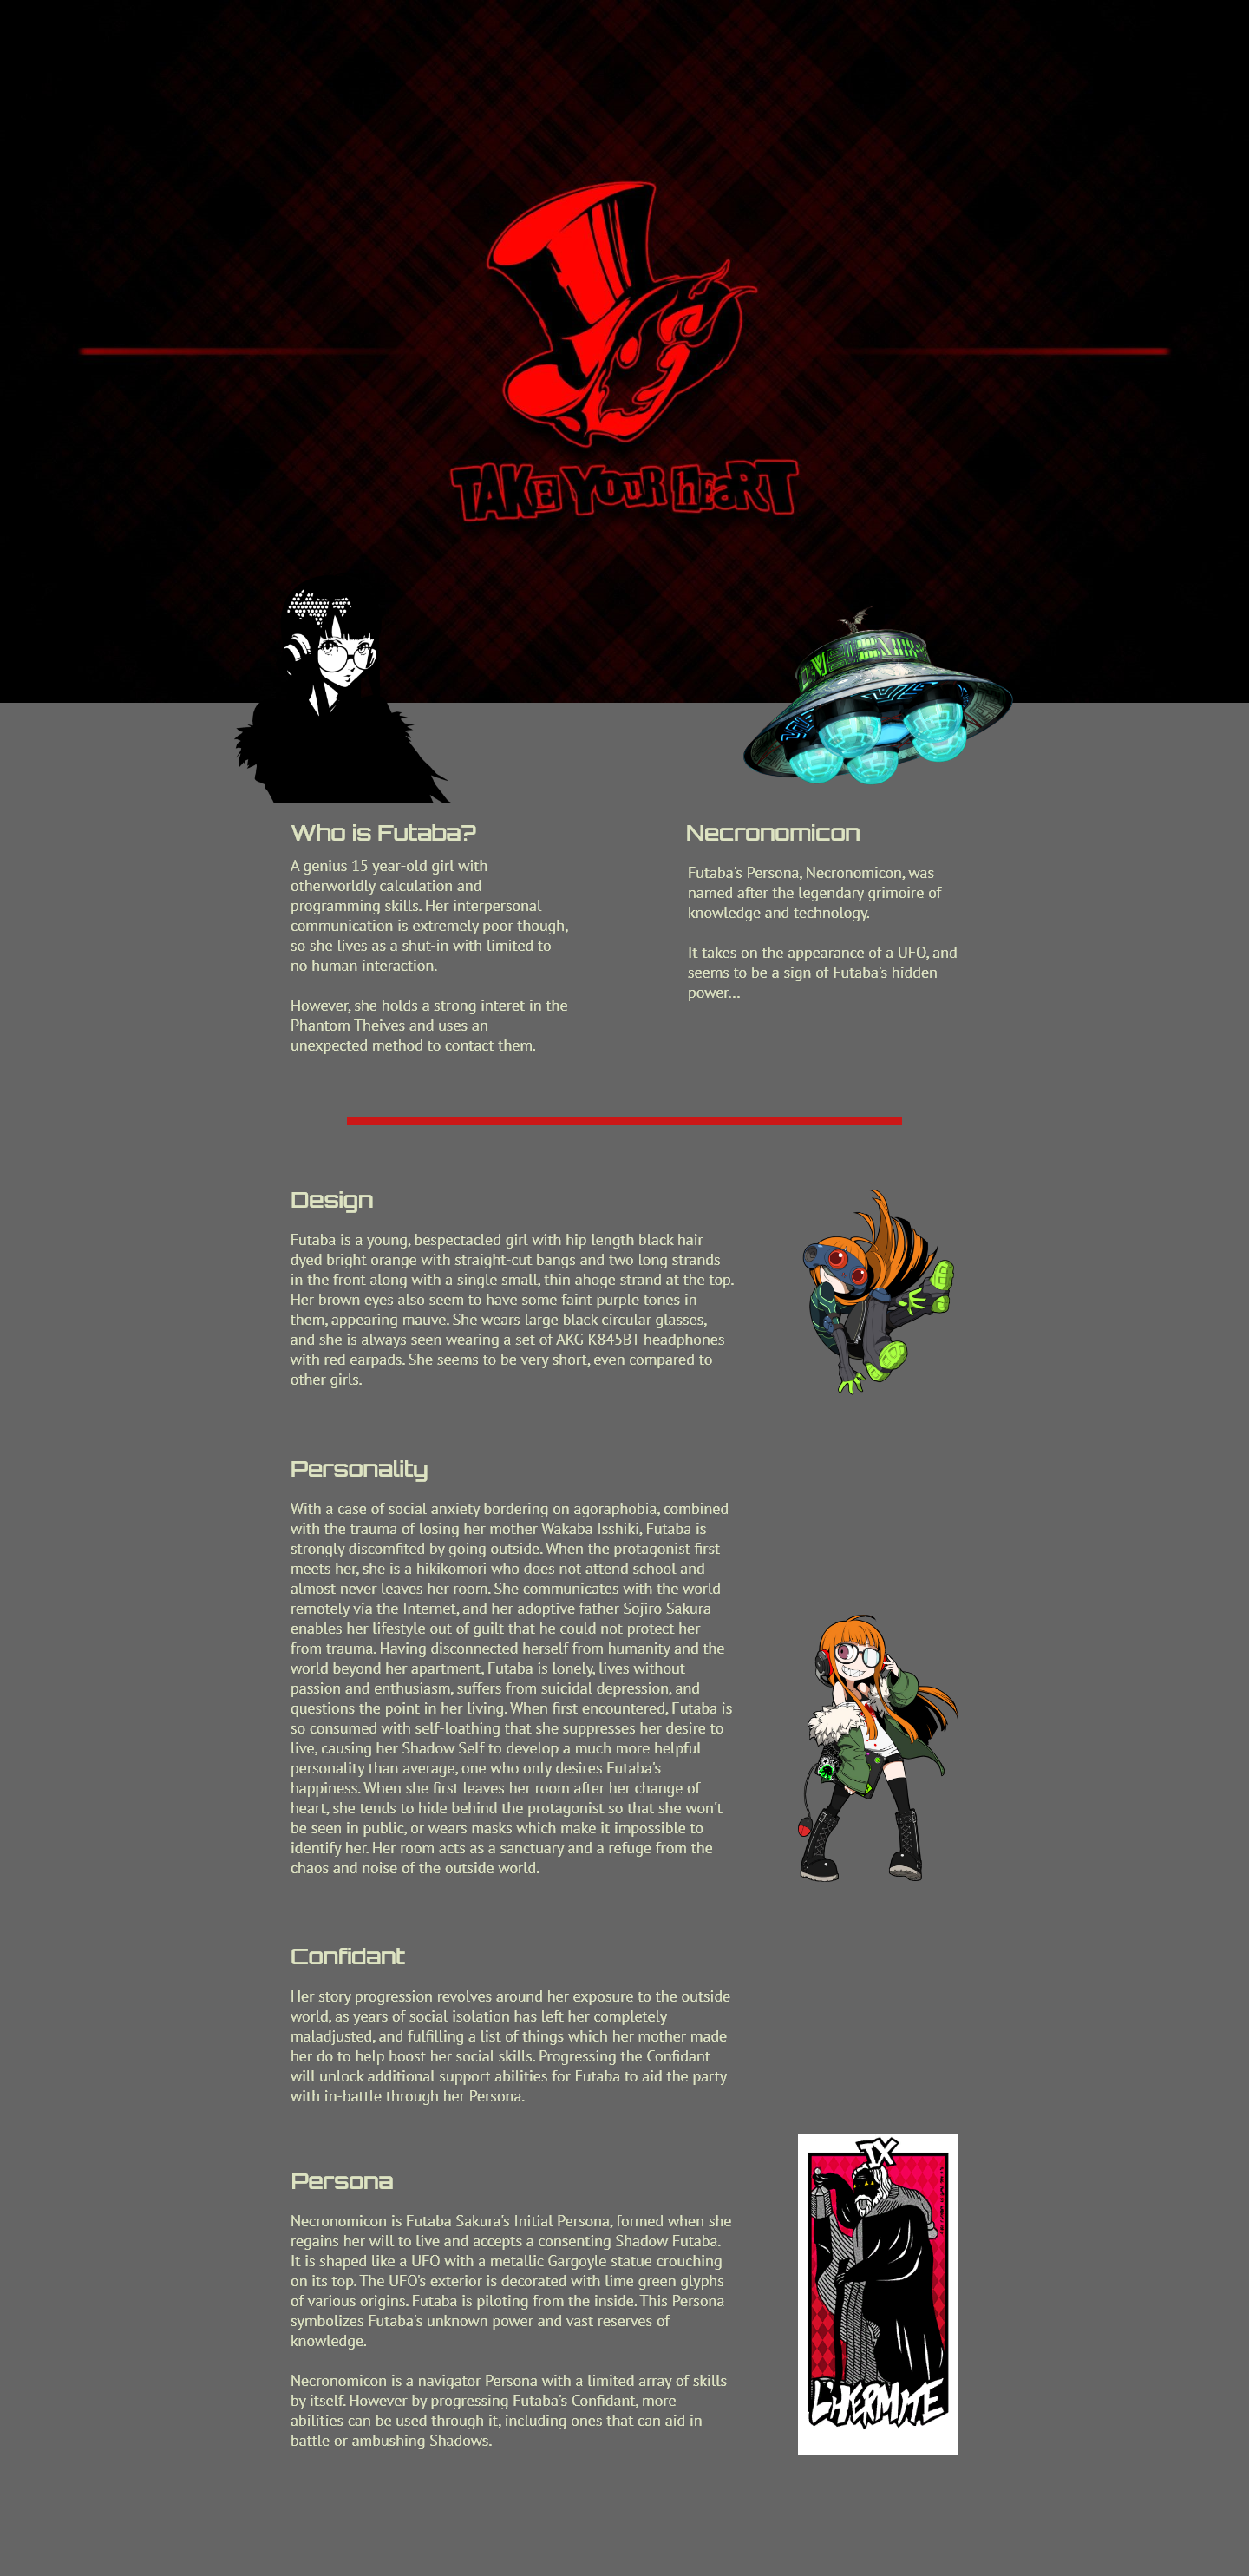 TAKE YOUR HEART
Who is Futaba?
A genius 15 year-old girl with
otherworldly calculation and
programming skills. Her interpersonal
communication is extremely poor though,
so she lives as a shut-in with limited to
no human interaction.
However, she holds a strong interet in the
Phantom Theives and uses an
unexpected method to contact them.
Necronomicon
Futaba's Persona, Necronomicon, was
named after the legendary grimoire of
knowledge and technology.
It takes on the appearance of a UFO, and
seems to be a sign of Futaba's hidden
power...
Design
Futaba is a young, bespectacled girl with hip length black hair
dyed bright orange with straight-cut bangs and two long strands
in the front along with a single small, thin ahoge strand at the top.
Her brown eyes also seem to have some faint purple tones in
them, appearing mauve. She wears large black circular glasses,
and she is always seen wearing a set of AKG K845BT headphones
with red earpads. She seems to be very short, even compared to
other girls.
Personality
With a case of social anxiety bordering on agoraphobia, combined
with the trauma of losing her mother Wakaba Isshiki, Futaba is
strongly discomfited by going outside. When the protagonist first
meets her, she is a hikikomori who does not attend school and
almost never leaves her room. She communicates with the world
remotely via the Internet, and her adoptive father Sojiro Sakura
enables her lifestyle out of guilt that he could not protect her
from trauma. Having disconnected herself from humanity and the
world beyond her apartment, Futaba is lonely, lives without
passion and enthusiasm, suffers from suicidal depression, and
questions the point in her living. When first encountered, Futaba is
so consumed with self-loathing that she suppresses her desire to
live, causing her Shadow Self to develop a much more helpful
personality than average, one who only desires Futaba's
happiness. When she first leaves her room after her change of
heart, she tends to hide behind the protagonist so that she won't
be seen in public, or wears masks which make it impossible to
identify her. Her room acts as a sanctuary and a refuge from the
chaos and noise of the outside world.
Confidant
Her story progression revolves around her exposure to the outside
world, as years of social isolation has left her completely
maladjusted, and fulfilling a list of things which her mother made
her do to help boost her social skills. Progressing the Confidant
will unlock additional support abilities for Futaba to aid the party
with in-battle through her Persona.
Persona
Necronomicon is Futaba Sakura's Initial Persona, formed when she
regains her will to live and accepts a consenting Shadow Futaba.
It is shaped like a UFO with a metallic Gargoyle statue crouching
on its top. The UFO's exterior is decorated with lime green glyphs
of various origins. Futaba is piloting from the inside. This Persona
symbolizes Futaba's unknown power and vast reserves of
knowledge.
Necronomicon is a navigator Persona with a limited array of skills
by itself. However by progressing Futaba's Confidant, more
abilities can be used through it, including ones that can aid in
battle or ambushing Shadows.
IX
L'HERMITE